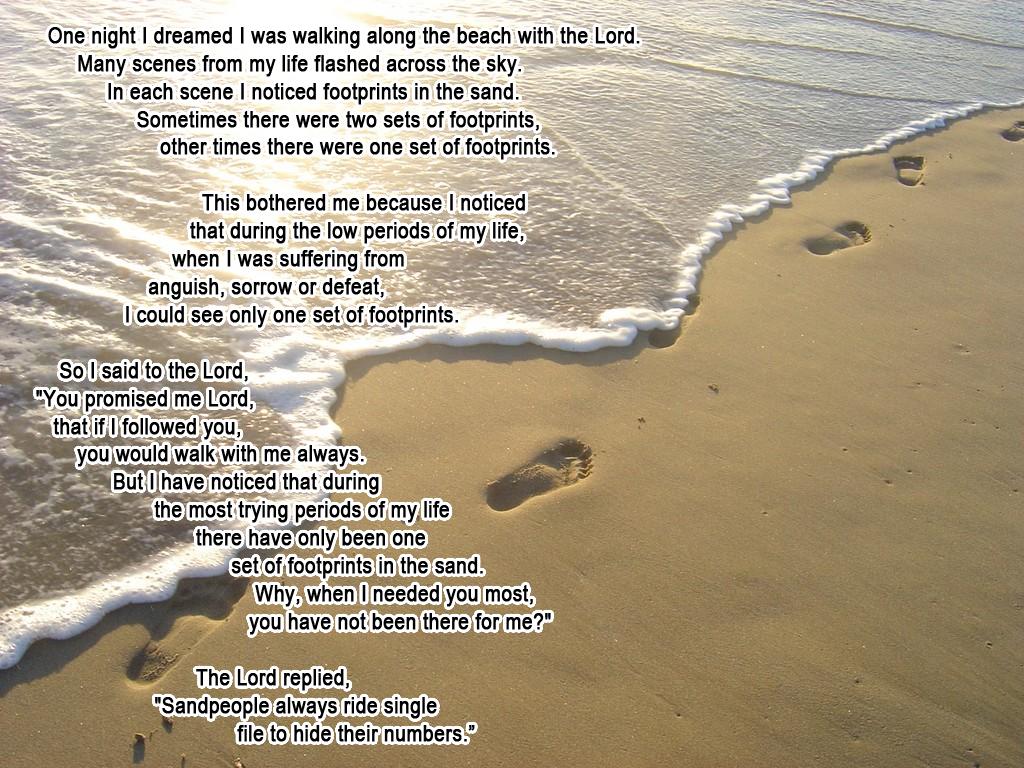 One night I dreamed I was walking along the beach with the Lord.
Many scenes from my life flashed across the sky.
In each scene I noticed footprints in the sand.
Sometimes there were two sets of footprints,
other times there were one set of footprints.
This bothered me because I noticed
that during the low periods of my life,
when I was suffering from
anguish, sorrow or defeat,
I could see only one set of footprints.
So I said to the Lord,
"You promised me Lord,
that if I followed you,
you would walk with me always.
But I have noticed that during
the most trying periods of my life
there have only been one
set of footprints in the sand.
Why, when I needed you most,
you have not been there for me?"
The Lord replied,
"Sandpeople always ride single
file to hide their numbers.”